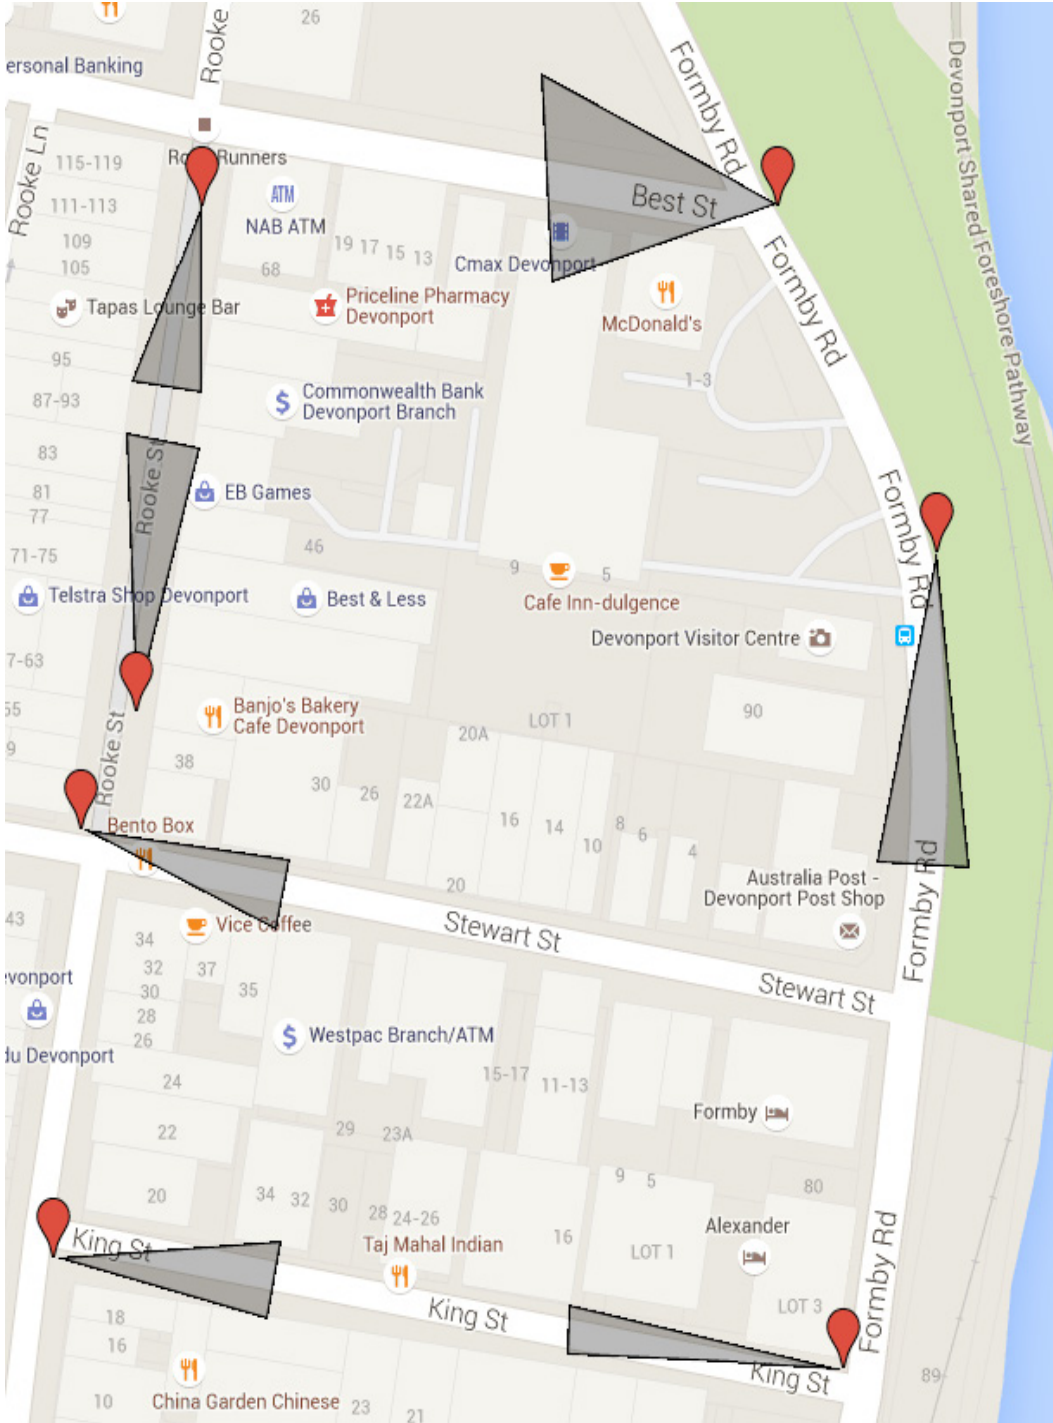 26
Rooke
Formby Rd
ersonal Banking
Devonport Shared Foreshore Pathway
Rooke Ln
115-119
Runners
ATM
NAB ATM
111-113
Best St
109
105
19 17 15 13
68
Cmax Devonport
Formby Rd
Tapas Lounge Bar
Priceline Pharmacy
Devonport
McDonald's
95
87-93
Commonwealth Bank
Devonport Branch
1-3
83
Rooke St
81
EB Games
77
71-75
46
Formby Rd
9
5
Telstra Shop Devonport
Best & Less
Cafe Inn-dulgence
Devonport Visitor Centre
7-63
55
Banjo's Bakery
Cafe Devonport
90
LOT 1
20A
9
Rooke St
38
30
26
22A
16
14
10
8
6
4
Bento Box
20
Formby Rd
Australia Post -
Devonport Post Shop
43
Vice Coffee
Stewart St
34
32
37
30
35
28
26
evonport
Stewart St
Westpac Branch/ATM
du Devonport
24
15-17
11-13
Formby
22
29
23A
20
34
32
30
28
24-26
9
5
80
King St
Taj Mahal Indian
16
LOT 1
Alexander
Formby Rd
King St
LOT 3
18
16
King St
89-
10
China Garden Chinese
23
21